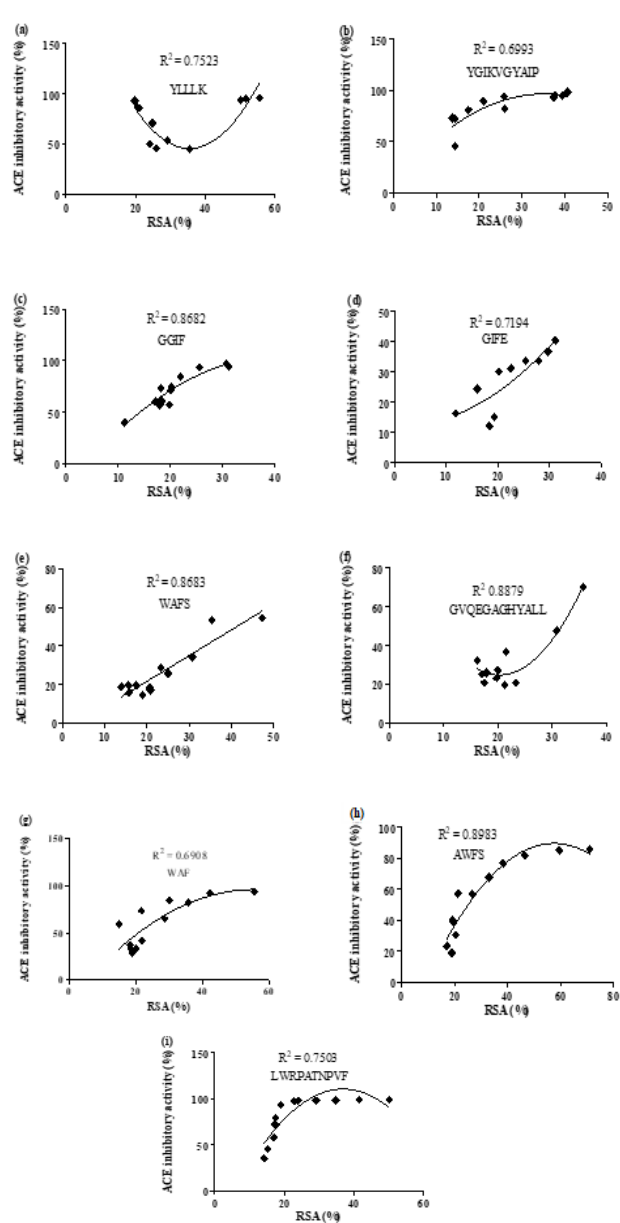 (a)
ACE inhibitory activity (%)
150
100
50
0
R² = 0.7523
YLLLK
0 20 40 60
RSA (%)
(b)
ACE inhibitory activity (%)
150
100
50
0
R² = 0.6993
YGIKVGYAIP
0 10 20 30 40 50
RSA (%)
(c)
ACE inhibitory activity (%)
150
100
50
0
R² = 0.8682
GGIF
0 10 20 30 40
RSA (%)
(d)
ACE inhibitory activity (%)
50
40
30
20
10
0
R² = 0.7194
GIFE
0 10 20 30 40
RSA (%)
(e)
ACE inhibitory activity (%)
80
60
40
20
0
R² = 0.8683
WAFS
0 10 20 30 40 50
RSA (%)
(f)
ACE inhibitory activity (%)
80
60
40
20
0
R² 0.8879
GVQEGAGHYALL
0 10 20 30 40
RSA (%)
(g)
ACE inhibitory activity (%)
150
100
50
0
R² = 0.6908
WAF
0 20 40 60
RSA (%)
(h)
ACE inhibitory activity (%)
100
80
60
40
20
0
R² = 0.8983
AWFS
0 20 40 60 80
RSA (%)
(i)
ACE inhibitory activity (%)
150
100
50
0
R² = 0.7503
LWRPATNPVF
0 20 40 60
RSA (%)